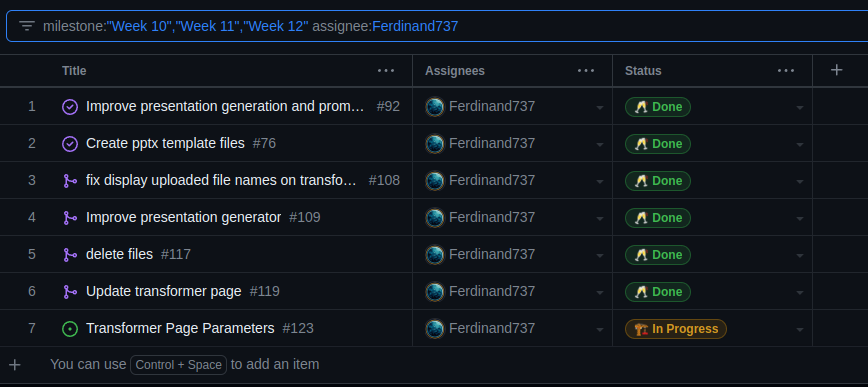 milestone:"Week 10","Week 11","Week 12" assignee:Ferdinand737
Title ... Assignees ... Status ... +
1 Improve presentation generation and prom… #92 Ferdinand737 Done
2 Create pptx template files #76 Ferdinand737 Done
3 fix display uploaded file names on transfo… #108 Ferdinand737 Done
4 Improve presentation generator #109 Ferdinand737 Done
5 delete files #117 Ferdinand737 Done
6 Update transformer page #119 Ferdinand737 Done
7 Transformer Page Parameters #123 Ferdinand737 In Progress
+ You can use Control + Space to add an item